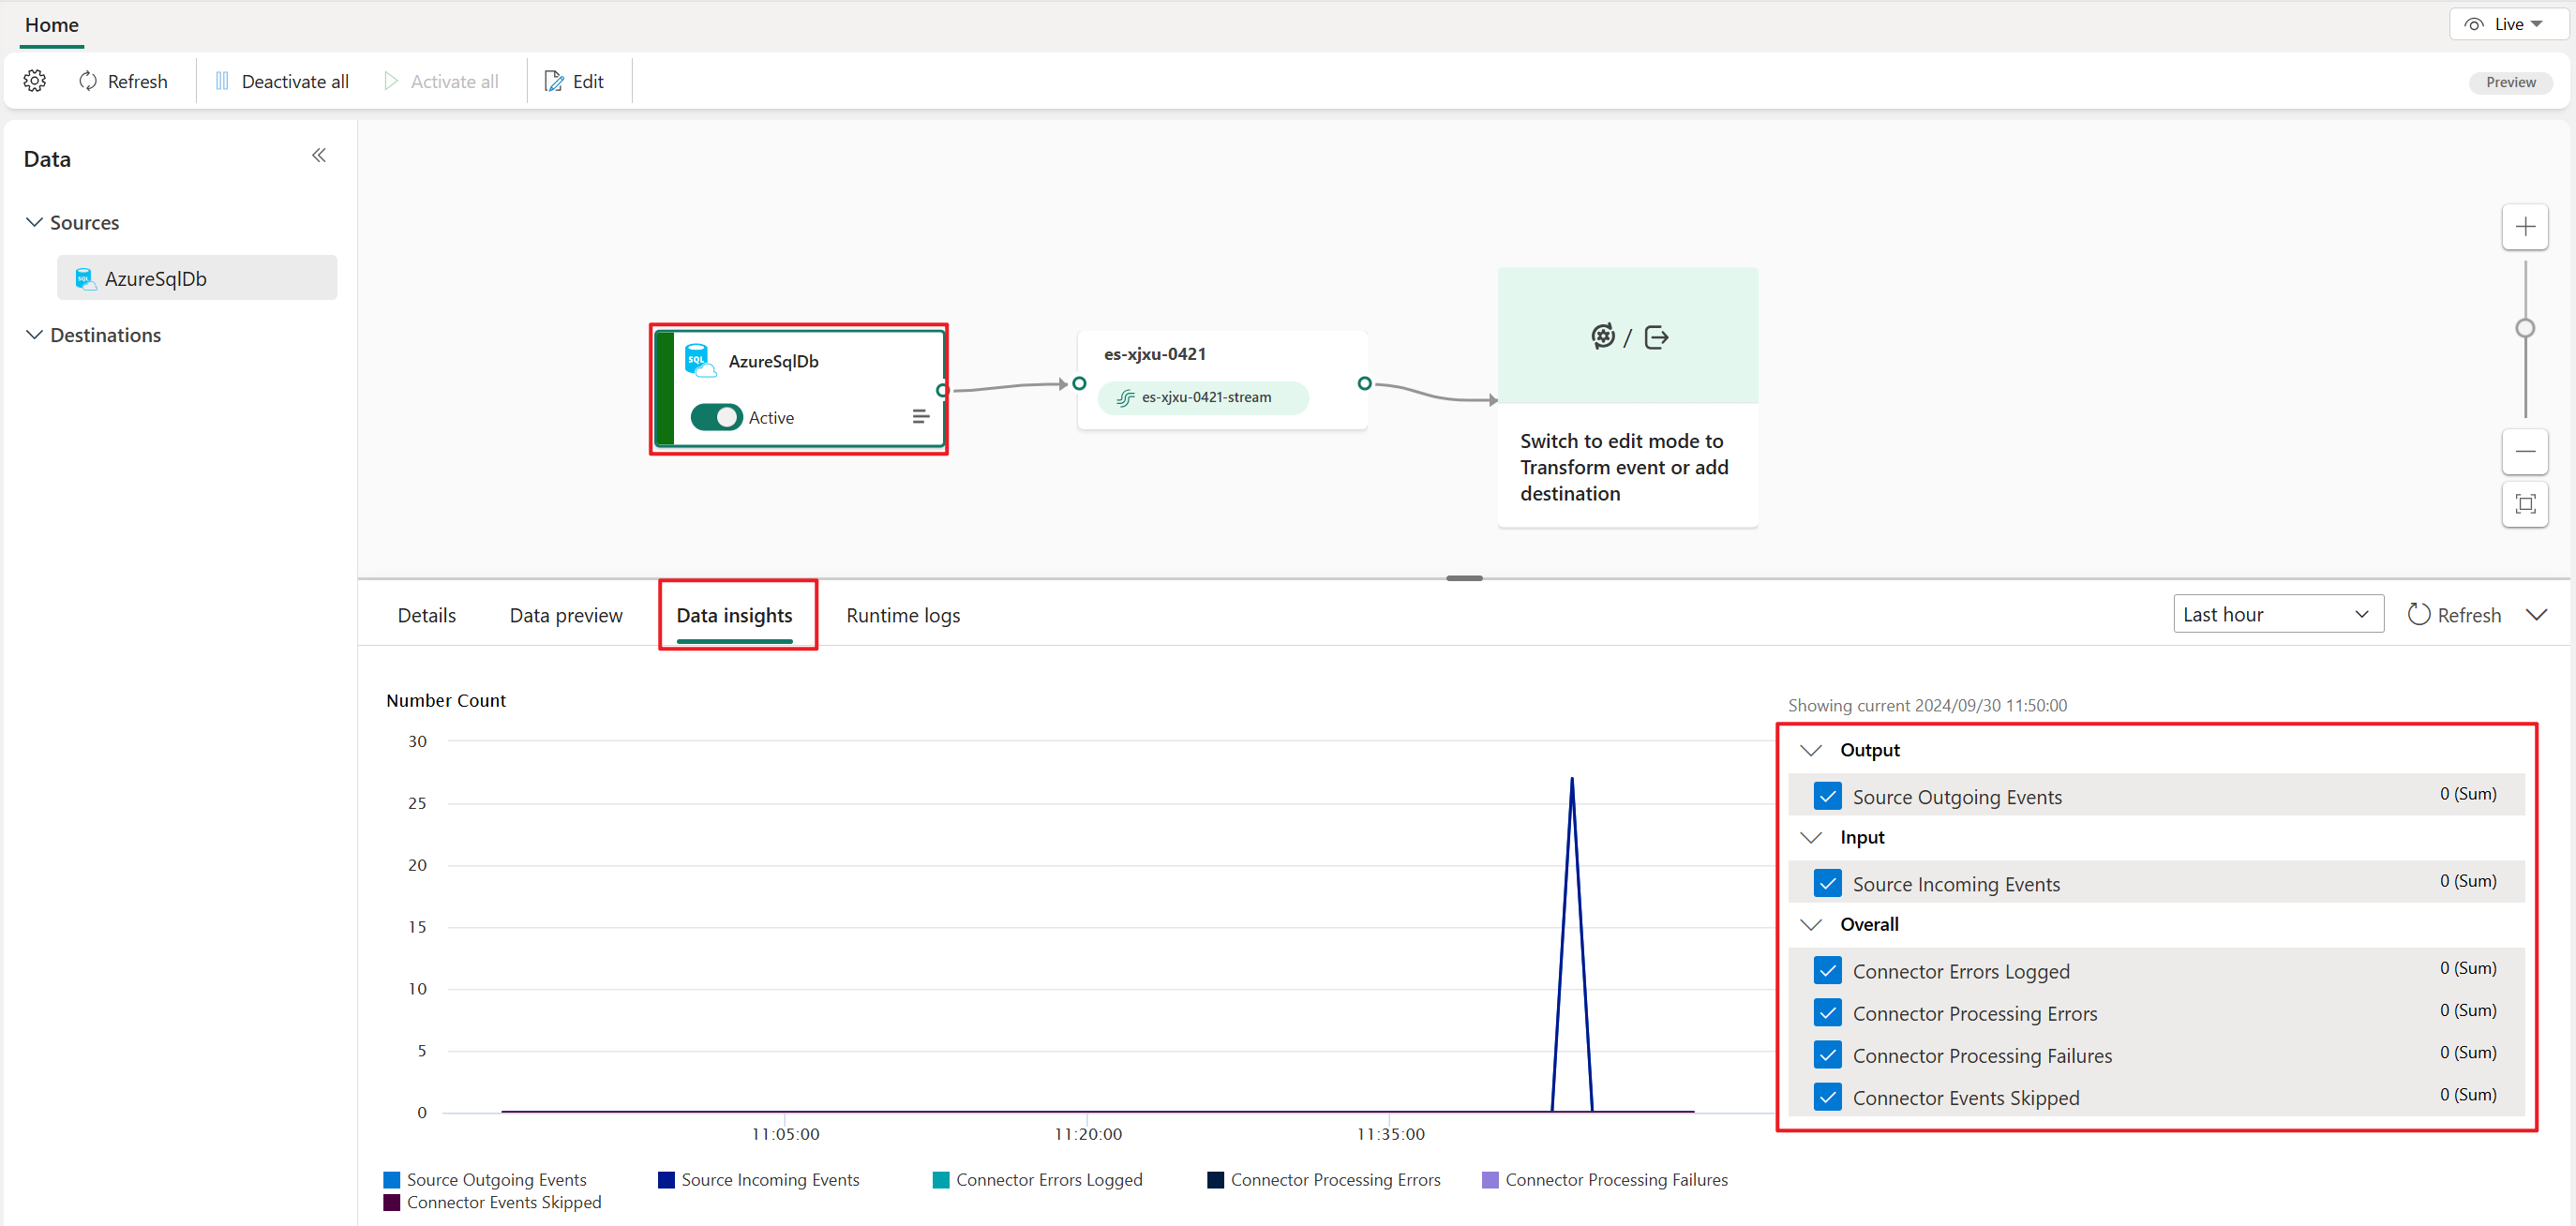 Home
Live
Refresh
Deactivate all
Activate all
Edit
Preview
Data
Sources
AzureSqlDb
Destinations
SQL
AzureSqlDb
Active
es-xjxu-0421
es-xjxu-0421-stream
/
Switch to edit mode to
Transform event or add
destination
Details
Data preview
Data insights
Runtime logs
Last hour
Refresh
Number Count
Showing current 2024/09/30 11:50:00
30
25
20
15
10
5
0
11:05:00
11:20:00
11:35:00
Output
Source Outgoing Events
0 (Sum)
Input
Source Incoming Events
0 (Sum)
Overall
Connector Errors Logged
0 (Sum)
Connector Processing Errors
0 (Sum)
Connector Processing Failures
0 (Sum)
Connector Events Skipped
0 (Sum)
Source Outgoing Events
Source Incoming Events
Connector Errors Logged
Connector Processing Errors
Connector Processing Failures
Connector Events Skipped